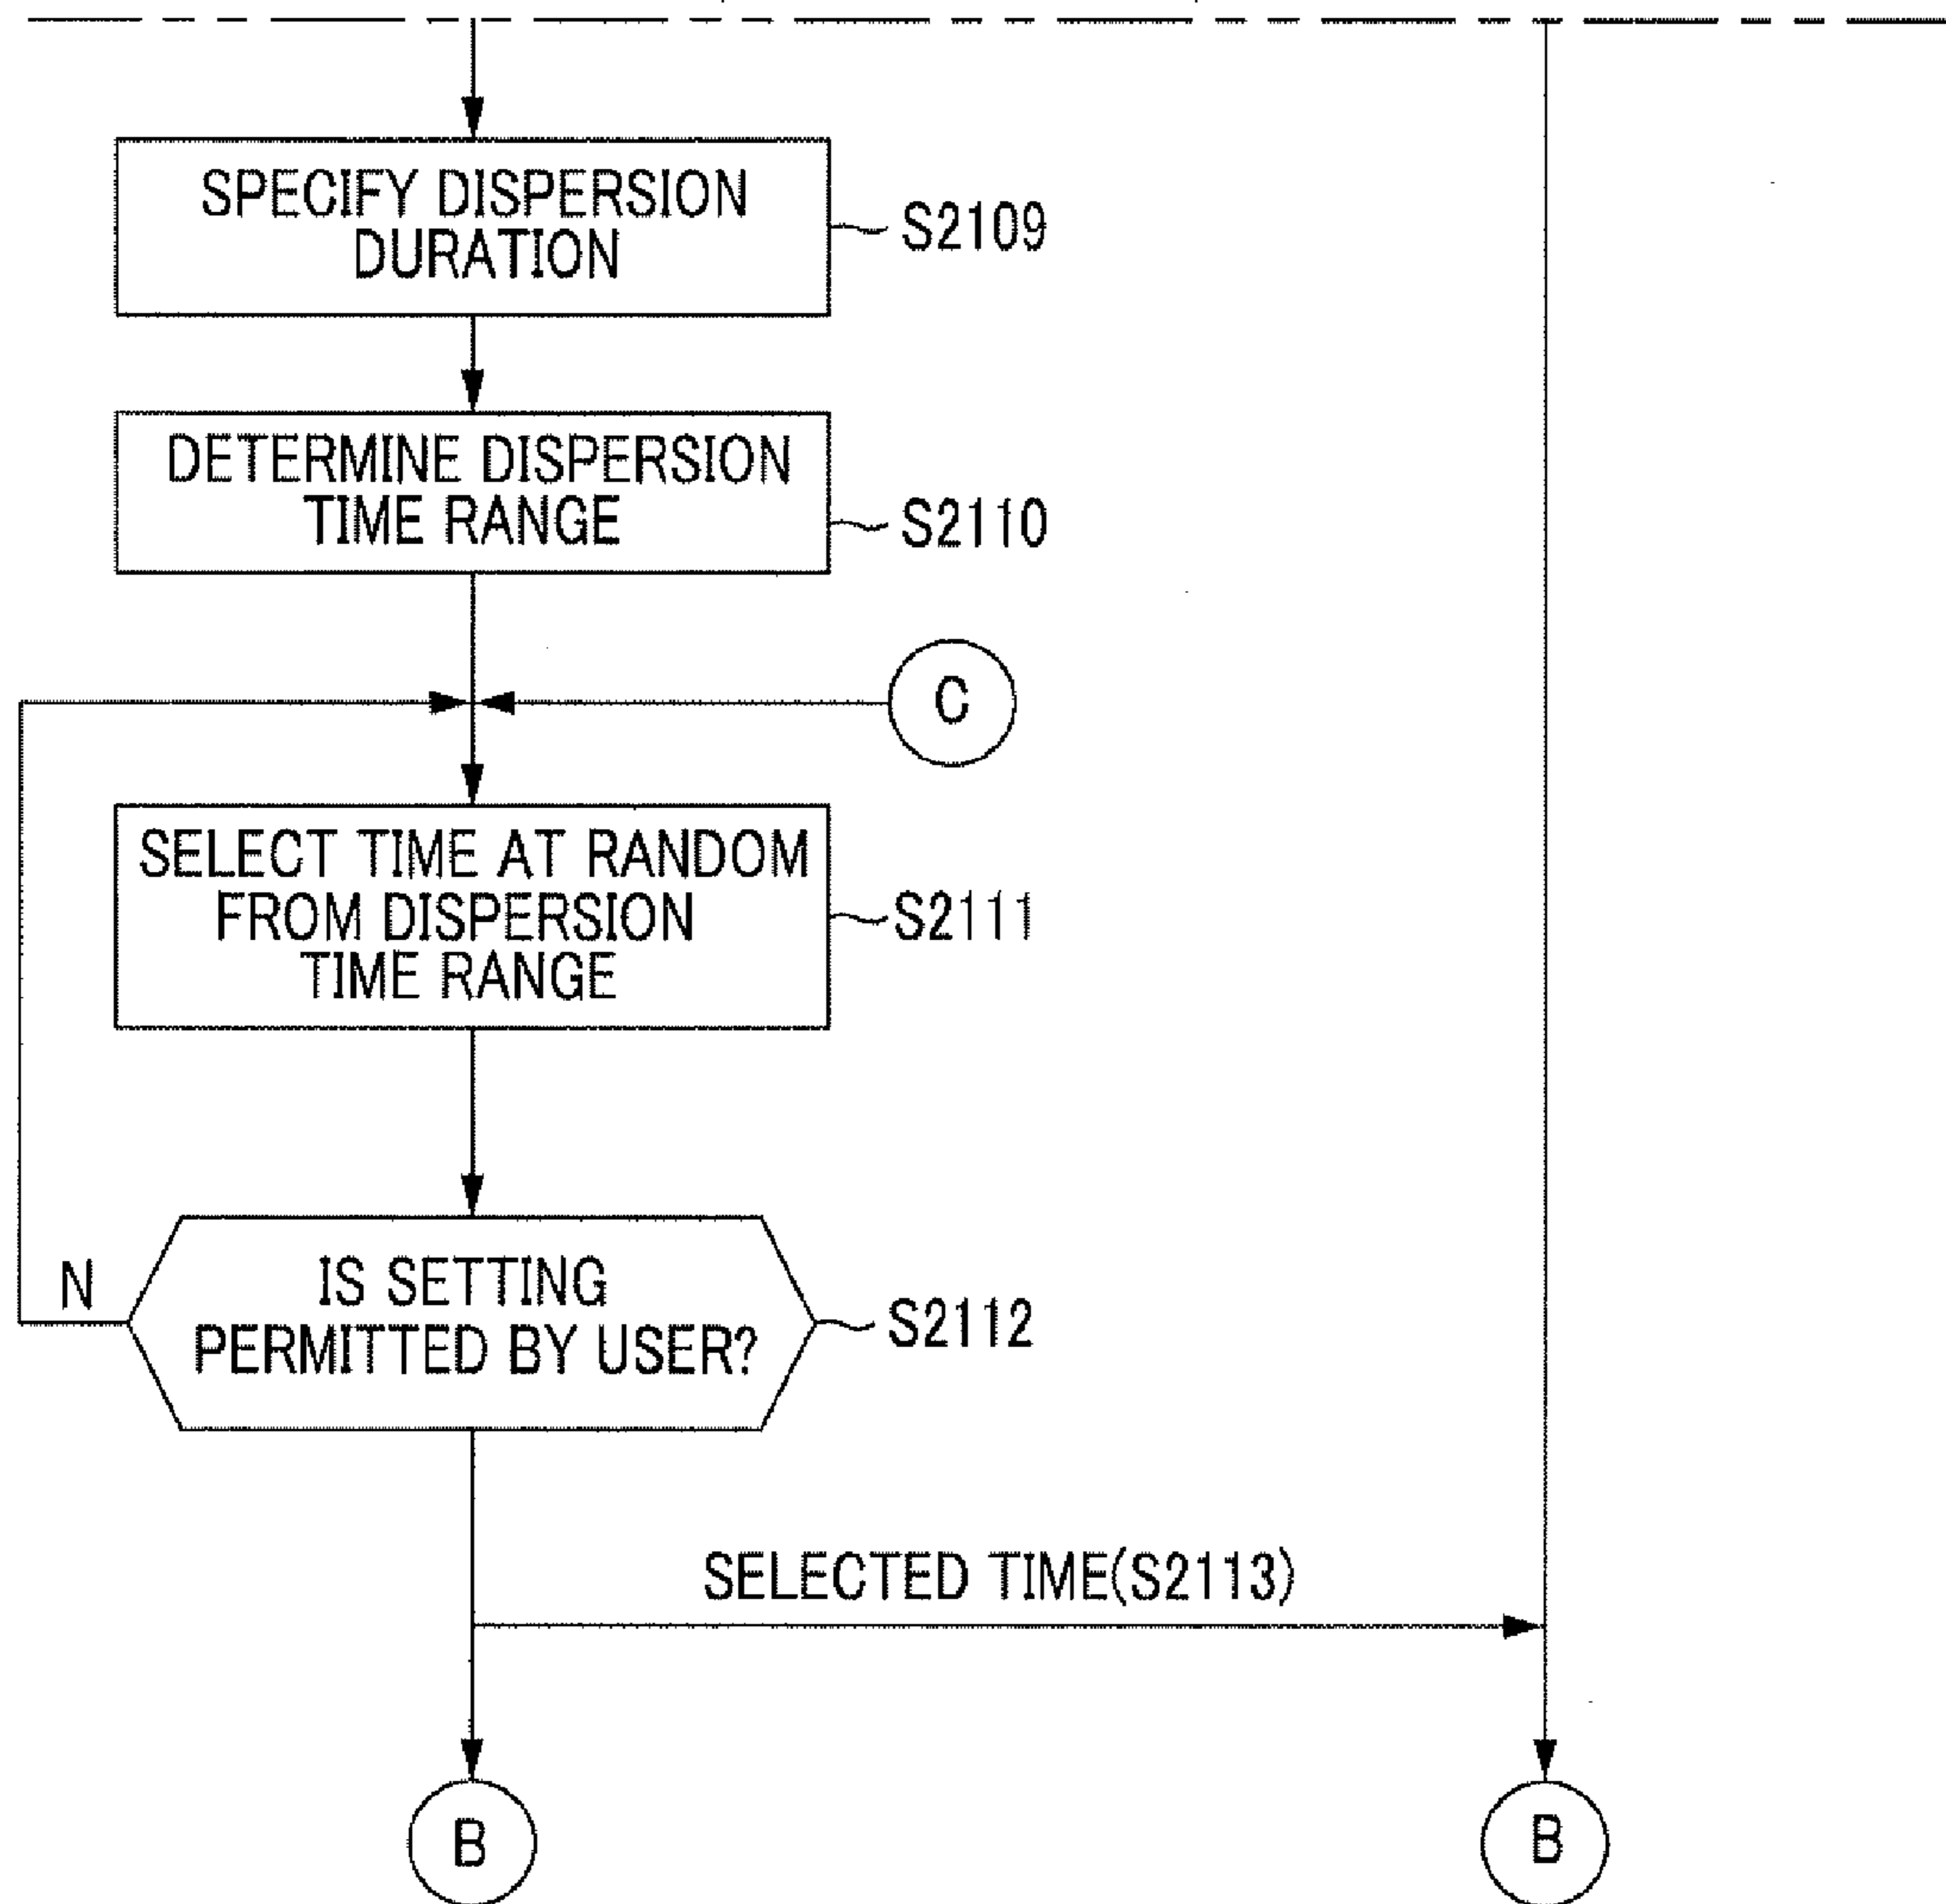 SPECIFY DISPERSION
DURATION
S2109
DETERMINE DISPERSION
TIME RANGE
S2110
C
SELECT TIME AT RANDOM
FROM DISPERSION
TIME RANGE
S2111
N
IS SETTING
PERMITTED BY USER?
S2112
SELECTED TIME(S2113)
B
B